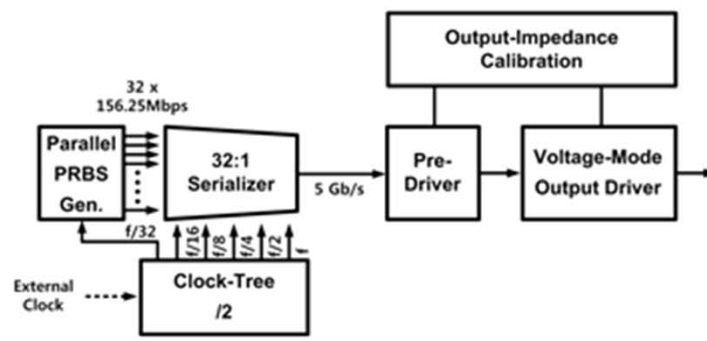 Output-Impedance
Calibration
32 x
156.25Mbps
Parallel
PRBS
Gen.
32:1
Serializer
5 Gb/s
Pre-
Driver
Voltage-Mode
Output Driver
f/32
f/16
f/8
f/4
f/2
f
External
Clock
Clock-Tree
/2